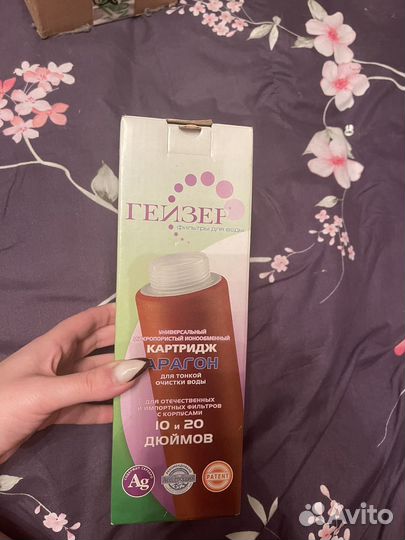 ГЕЙЗЕР
фильтры для воды
УНИВЕРСАЛЬНЫЙ
МИКРОПОРИСТЫЙ ИОНООБМЕННЫЙ
КАРТРИДЖ
АРАГОН
ДЛЯ ТОНКОЙ
ОЧИСТКИ ВОДЫ
ДЛЯ ОТЕЧЕСТВЕННЫХ
И ИМПОРТНЫХ ФИЛЬТРОВ
С КОРПУСАМИ
10 и 20
ДЮЙМОВ
Ag
PATENT
Avito